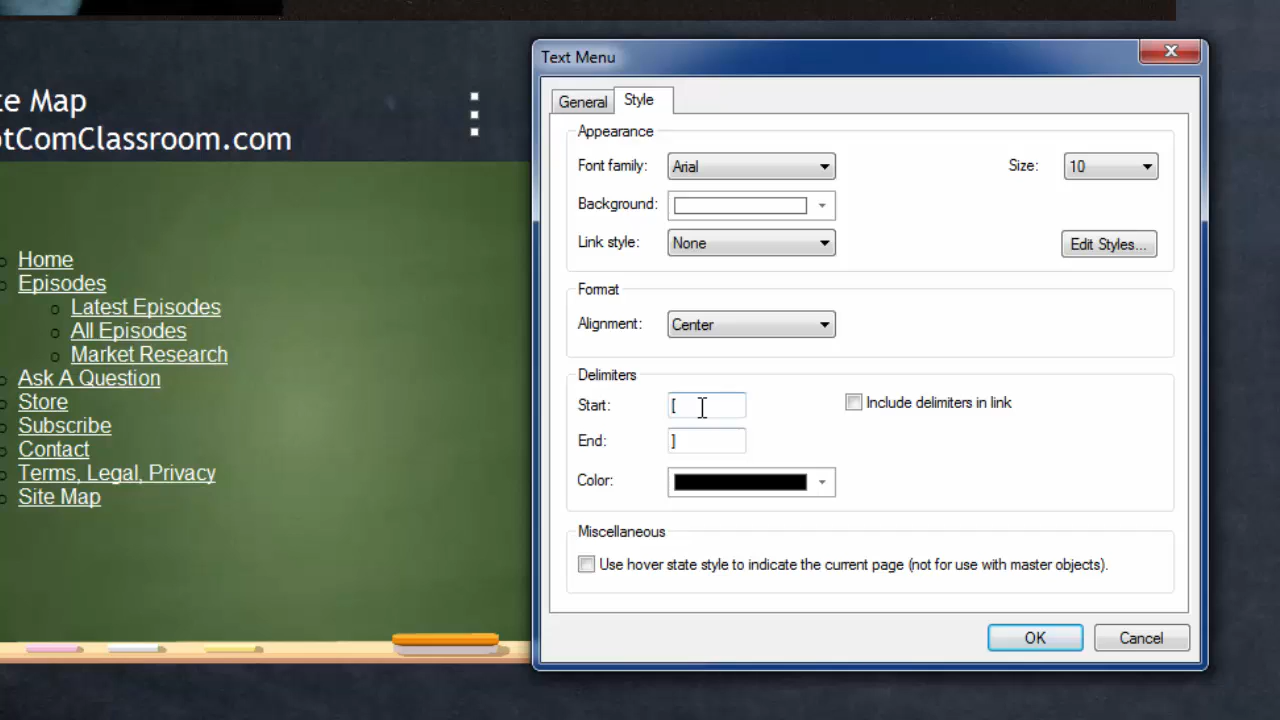 te Map
otComClassroom.com
Home
Episodes
Latest Episodes
All Episodes
Market Research
Ask A Question
Store
Subscribe
Contact
Terms, Legal, Privacy
Site Map
Text Menu
General
Style
Appearance
Font family:
Arial
Size:
10
Background:
Link style:
None
Edit Styles...
Format
Alignment:
Center
Delimiters
Start:
[
Include delimiters in link
End:
]
Color:
Miscellaneous
Use hover state style to indicate the current page (not for use with master objects).
OK
Cancel